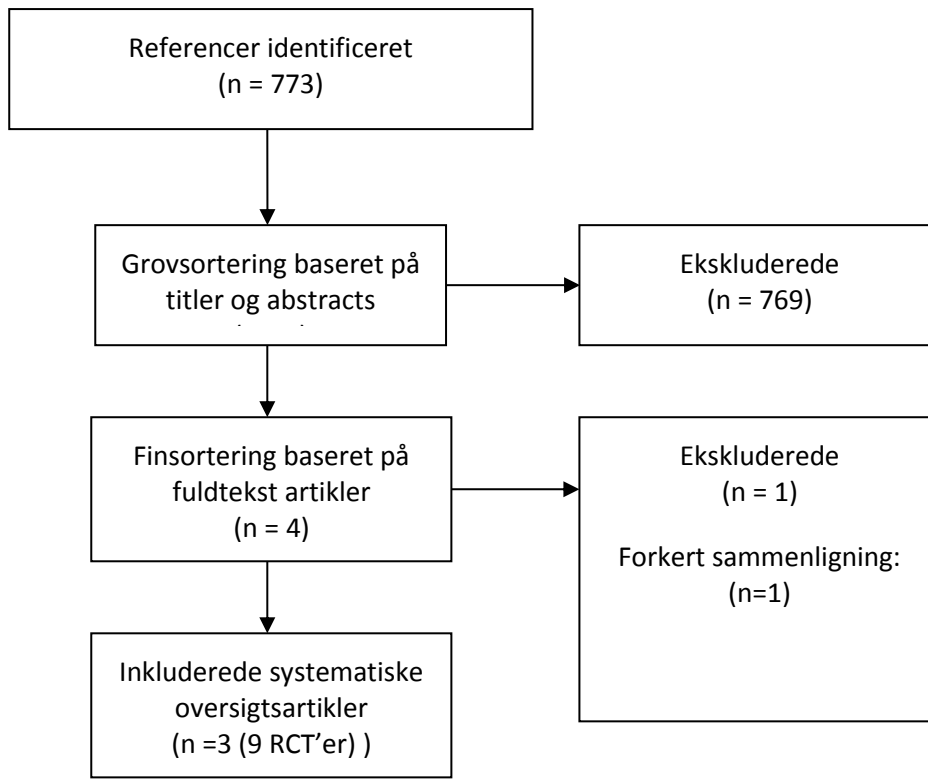 Referencer identificeret
(n = 773)
Grovsortering baseret på
titler og abstracts
Ekskluderede
(n = 769)
Finsortering baseret på
fuldtekst artikler
(n = 4)
Ekskluderede
(n = 1)
Forkert sammenligning:
(n=1)
Inkluderede systematiske
oversigtsartikler
(n =3 (9 RCT’er) )